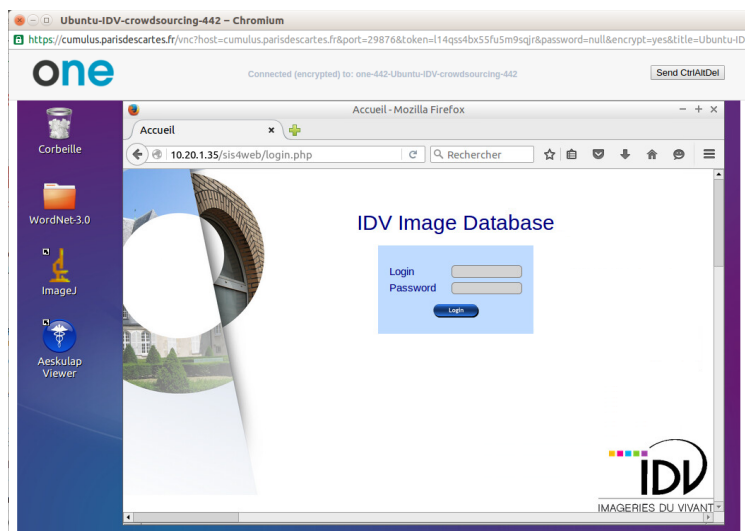 Ubuntu-IDV-crowdsourcing-442 – Chromium
https://cumulus.parisdescartes.fr/vnc?host=cumulus.parisdescartes.fr&port=29876&token=l14qss4bx55fu5m9sqjr&password=null&encrypt=yes&title=Ubuntu-ID
one
Connected (encrypted) to: one-442-Ubuntu-IDV-crowdsourcing-442
Send CtrlAltDel
Corbeille
WordNet-3.0
ImageJ
Aeskulap
Viewer
Accueil - Mozilla Firefox
Accueil
10.20.1.35/sis4web/login.php
Rechercher
IDV Image Database
Login
Password
Login
IDV
IMAGERIES DU VIVANT